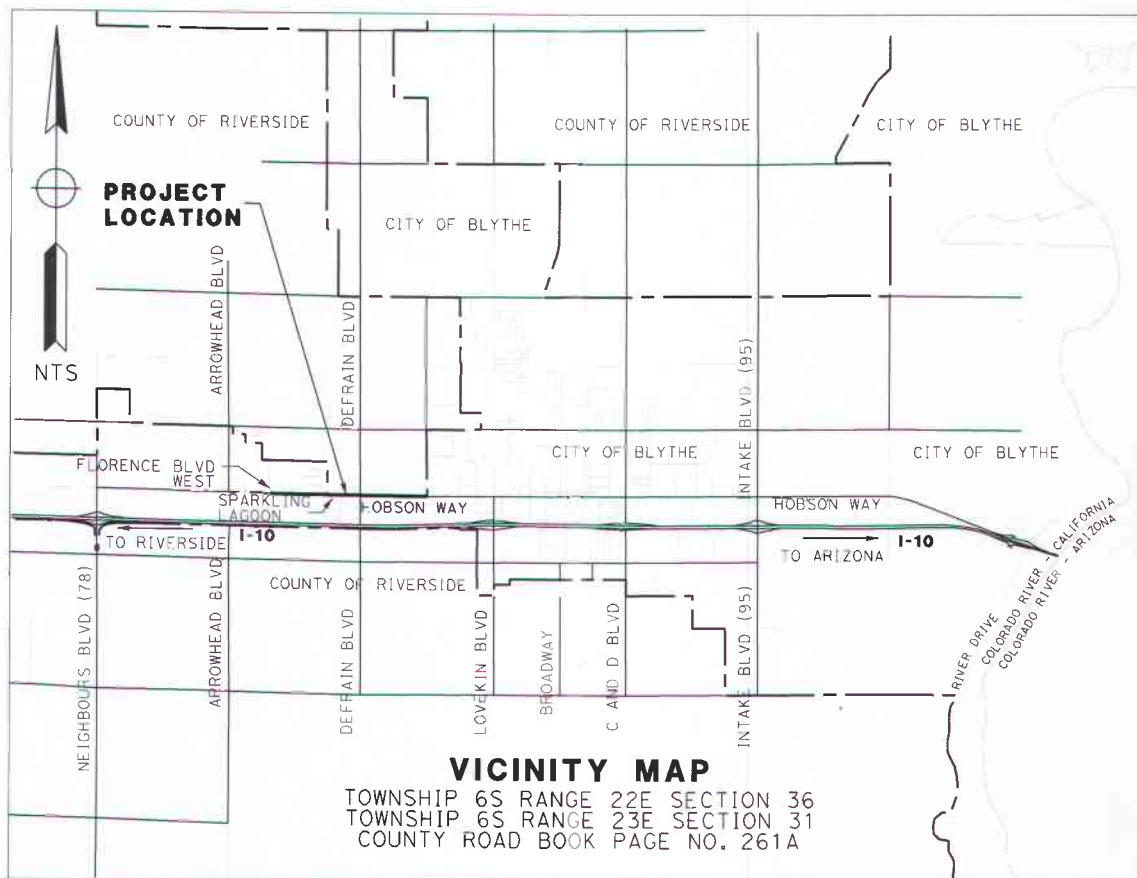 COUNTY OF RIVERSIDE
COUNTY OF RIVERSIDE
CITY OF BLYTHE
PROJECT
LOCATION
CITY OF BLYTHE
ARROWHEAD BLVD
DEFRAIN BLVD
INTAKE BLVD (95)
NTS
FLORENCE BLVD
WEST
CITY OF BLYTHE
CITY OF BLYTHE
SPARKLING
LAGOON
HOBSON WAY
HOBSON WAY
TO RIVERSIDE
I-10
TO ARIZONA
I-10
CALIFORNIA
ARIZONA
COUNTY OF RIVERSIDE
NEIGHBOURS BLVD (78)
ARROWHEAD BLVD
DEFRAIN BLVD
LOVEKIN BLVD
BROADWAY
C AND D BLVD
INTAKE BLVD (95)
RIVER DRIVE
COLORADO RIVER - CALIFORNIA
COLORADO RIVER - ARIZONA
VICINITY MAP
TOWNSHIP 6S RANGE 22E SECTION 36
TOWNSHIP 6S RANGE 23E SECTION 31
COUNTY ROAD BOOK PAGE NO. 261A